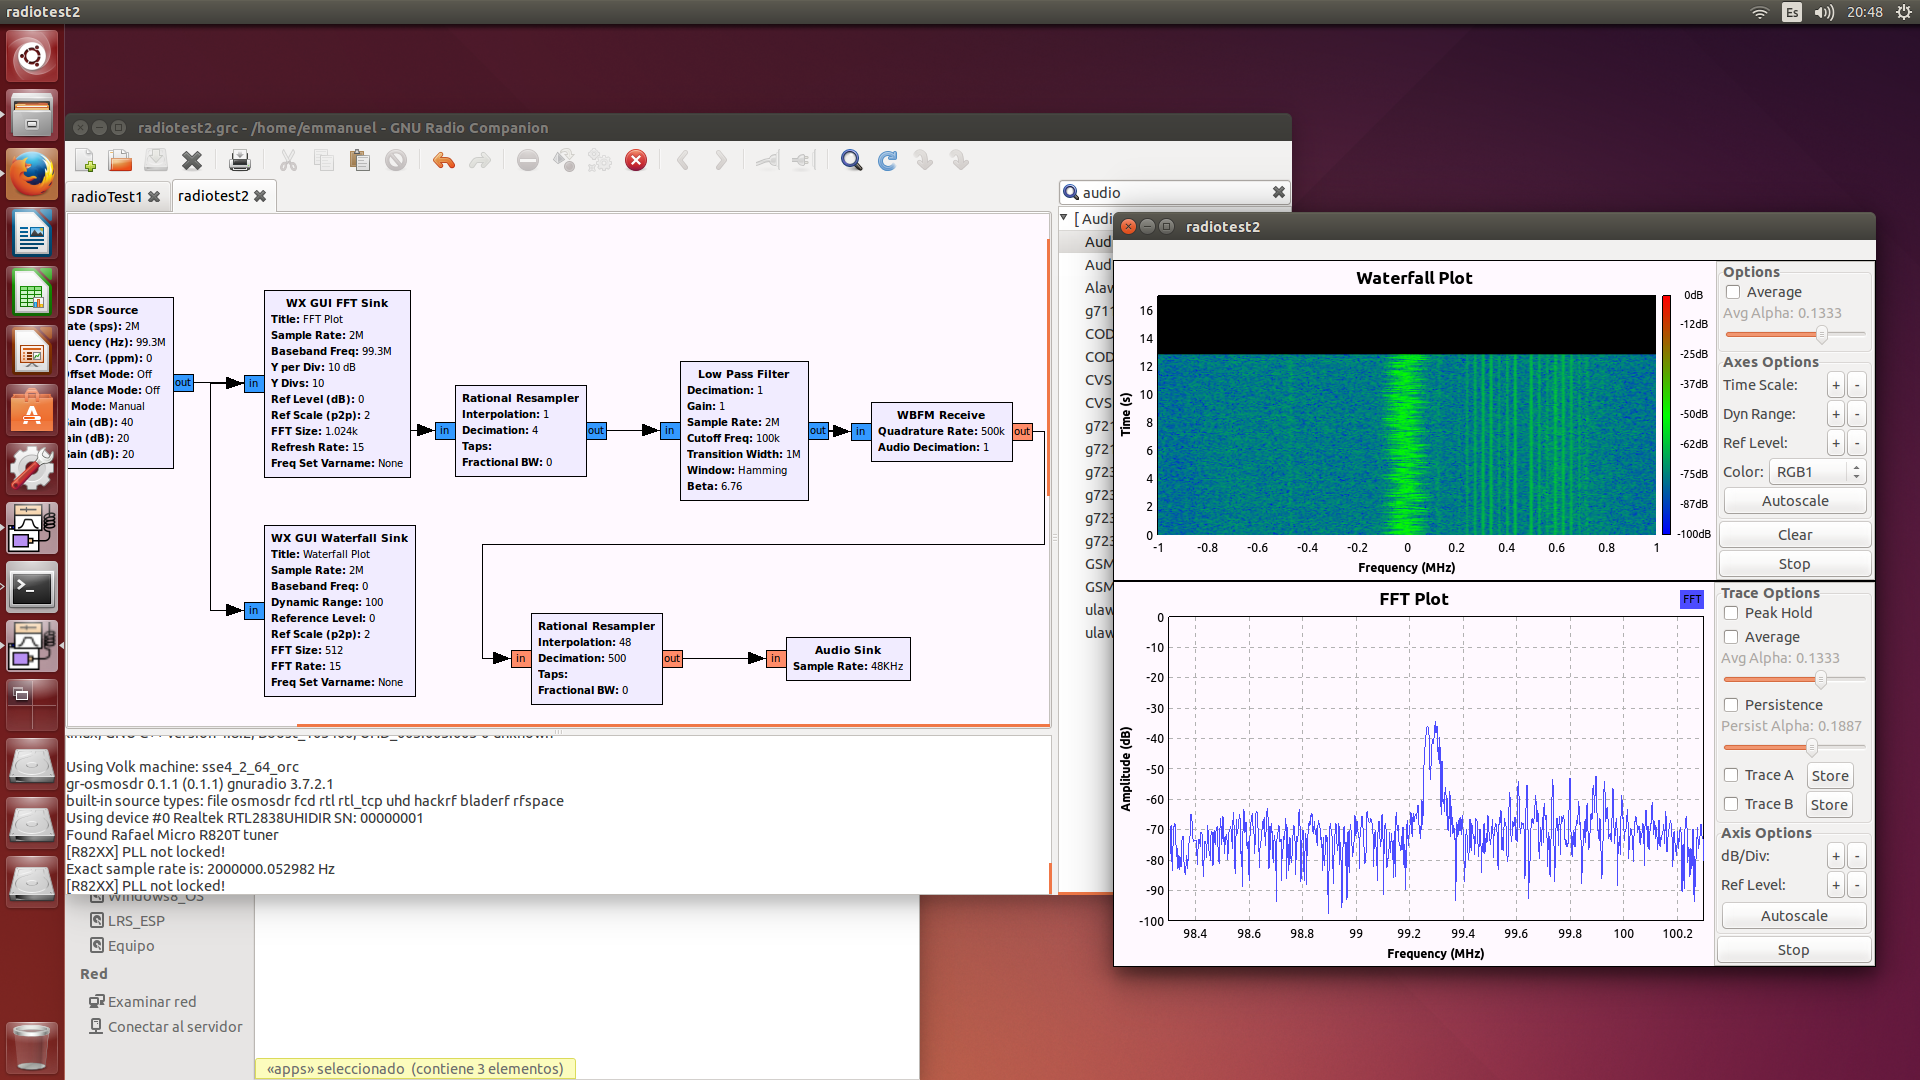 radiotest2
Es
20:48
radiotest2.grc - /home/emmanuel - GNU Radio Companion
radioTest1
radiotest2
audio
[ Audi
Aud
Aud
Alaw
g711
COD
COD
CVS
CVS
g721
g721
g723
g723
g723
g723
GSM
GSM
ulaw
ulaw
SDR Source
ate (sps): 2M
uency (Hz): 99.3M
. Corr. (ppm): 0
ffset Mode: Off
alance Mode: Off
Mode: Manual
ain (dB): 40
ain (dB): 20
ain (dB): 20
out
in
WX GUI FFT Sink
Title: FFT Plot
Sample Rate: 2M
Baseband Freq: 99.3M
Y per Div: 10 dB
Y Divs: 10
Ref Level (dB): 0
Ref Scale (p2p): 2
FFT Size: 1.024k
Refresh Rate: 15
Freq Set Varname: None
in
Rational Resampler
Interpolation: 1
Decimation: 4
Taps:
Fractional BW: 0
out
in
Low Pass Filter
Decimation: 1
Gain: 1
Sample Rate: 2M
Cutoff Freq: 100k
Transition Width: 1M
Window: Hamming
Beta: 6.76
out
in
WBFM Receive
Quadrature Rate: 500k
Audio Decimation: 1
out
in
WX GUI Waterfall Sink
Title: Waterfall Plot
Sample Rate: 2M
Baseband Freq: 0
Dynamic Range: 100
Reference Level: 0
Ref Scale (p2p): 2
FFT Size: 512
FFT Rate: 15
Freq Set Varname: None
in
Rational Resampler
Interpolation: 48
Decimation: 500
Taps:
Fractional BW: 0
out
in
Audio Sink
Sample Rate: 48KHz
Using Volk machine: sse4_2_64_orc
gr-osmosdr 0.1.1 (0.1.1) gnuradio 3.7.2.1
built-in source types: file osmosdr fcd rtl rtl_tcp uhd hackrf bladerf rfspace
Using device #0 Realtek RTL2838UHIDIR SN: 00000001
Found Rafael Micro R820T tuner
[R82XX] PLL not locked!
Exact sample rate is: 2000000.052982 Hz
[R82XX] PLL not locked!
Windows8_OS
LRS_ESP
Equipo
Red
Examinar red
Conectar al servidor
«apps» seleccionado (contiene 3 elementos)
radiotest2
Waterfall Plot
Time (s)
16
14
12
10
8
6
4
2
0
-1 -0.8 -0.6 -0.4 -0.2 0 0.2 0.4 0.6 0.8 1
Frequency (MHz)
0dB
-12dB
-25dB
-37dB
-50dB
-62dB
-75dB
-87dB
-100dB
Options
Average
Avg Alpha: 0.1333
Axes Options
Time Scale: + -
Dyn Range: + -
Ref Level: + -
Color: RGB1
Autoscale
Clear
Stop
FFT Plot
FFT
Amplitude (dB)
0
-10
-20
-30
-40
-50
-60
-70
-80
-90
-100
98.4 98.6 98.8 99 99.2 99.4 99.6 99.8 100 100.2
Frequency (MHz)
Trace Options
Peak Hold
Average
Avg Alpha: 0.1333
Persistence
Persist Alpha: 0.1887
Trace A Store
Trace B Store
Axis Options
dB/Div: + -
Ref Level: + -
Autoscale
Stop